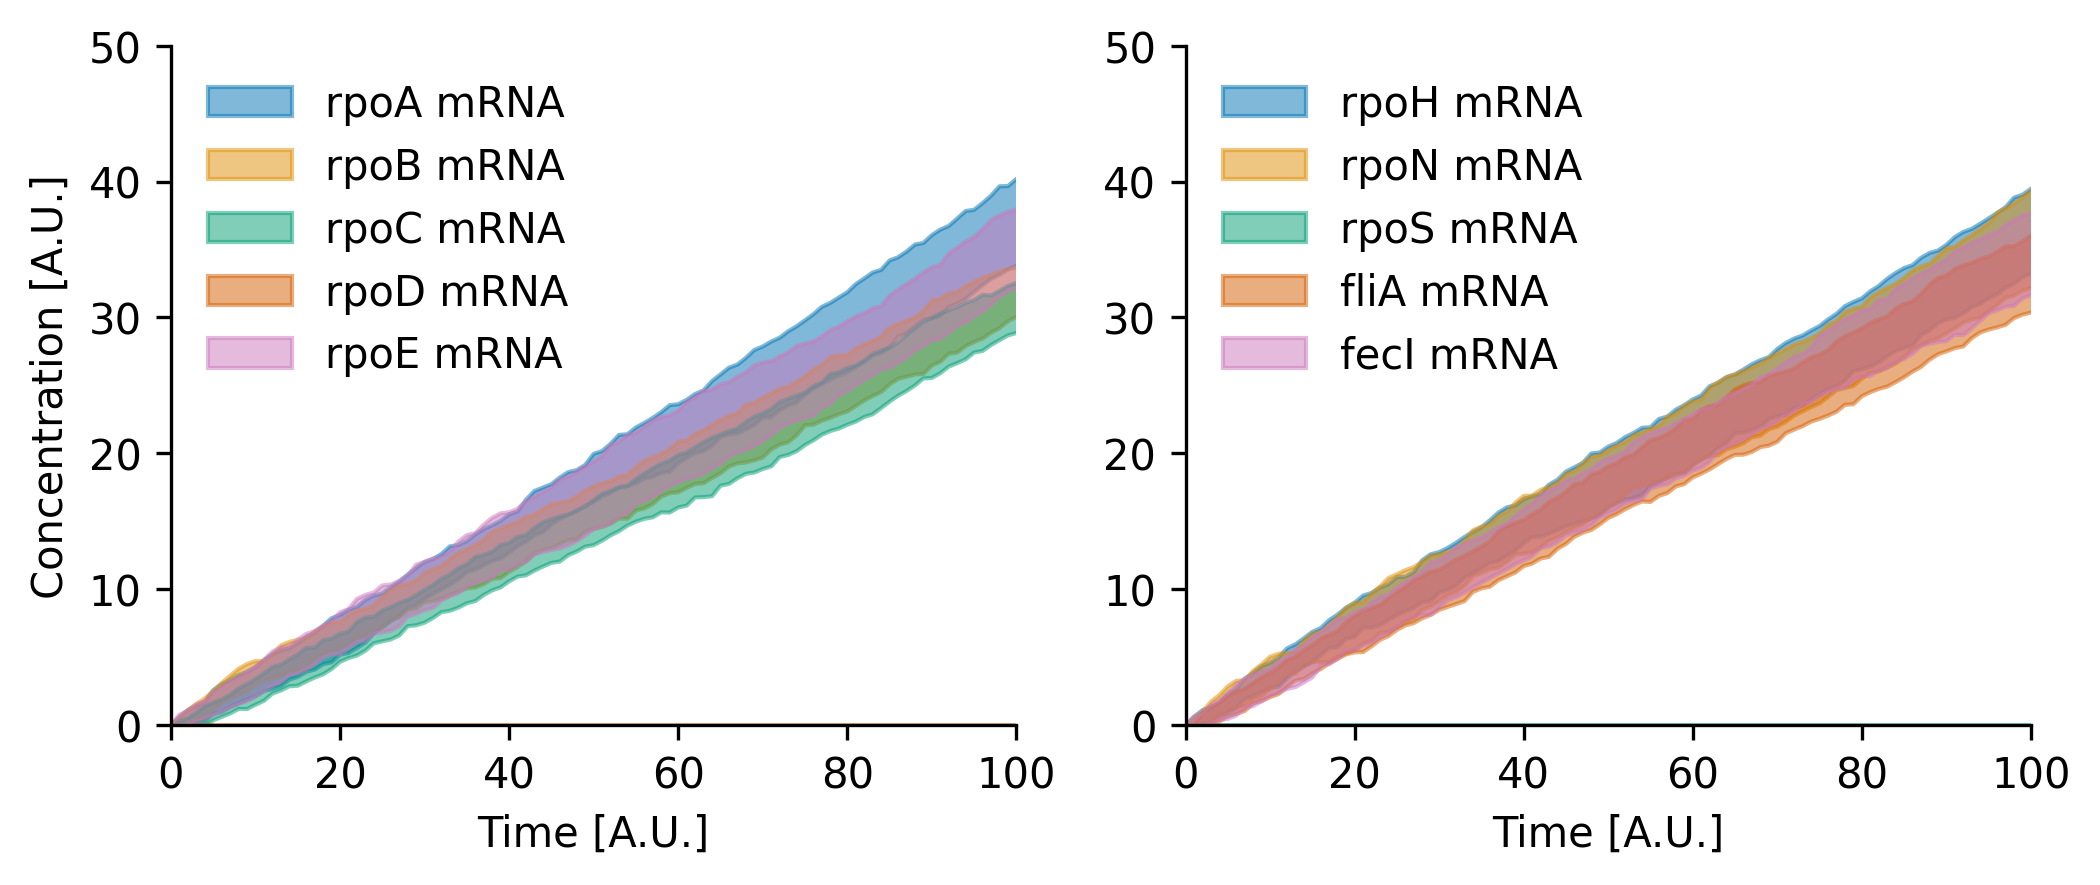 Concentration [A.U.]
50
40
30
20
10
0
rpoA mRNA
rpoB mRNA
rpoC mRNA
rpoD mRNA
rpoE mRNA
0 20 40 60 80 100
Time [A.U.]
50
40
30
20
10
0
rpoH mRNA
rpoN mRNA
rpoS mRNA
fliA mRNA
fecI mRNA
0 20 40 60 80 100
Time [A.U.]